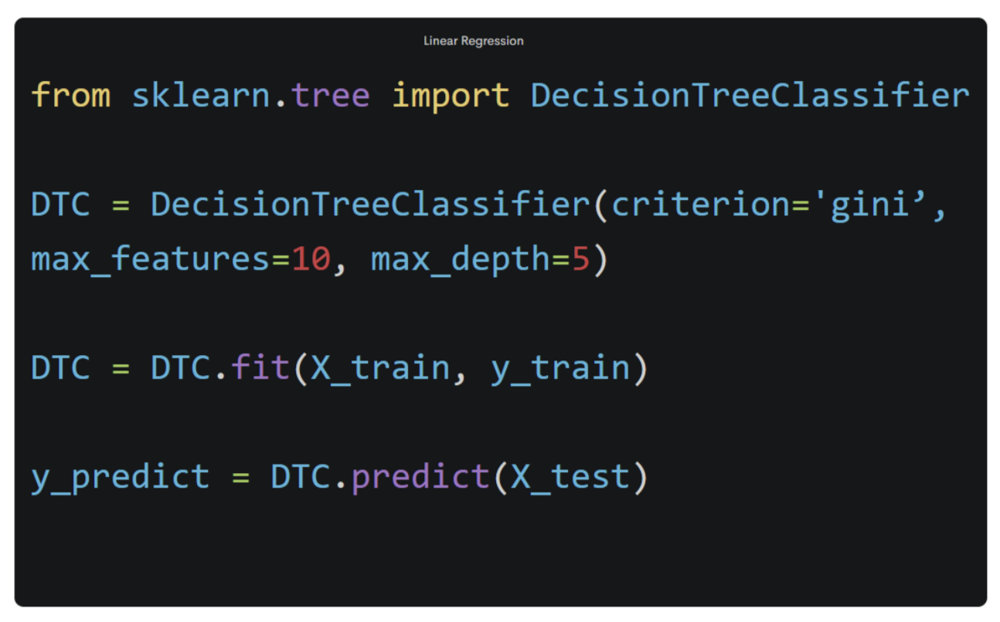 Linear Regression
from sklearn.tree import DecisionTreeClassifier
DTC = DecisionTreeClassifier(criterion='gini’,
max_features=10, max_depth=5)
DTC = DTC.fit(X_train, y_train)
y_predict = DTC.predict(X_test)